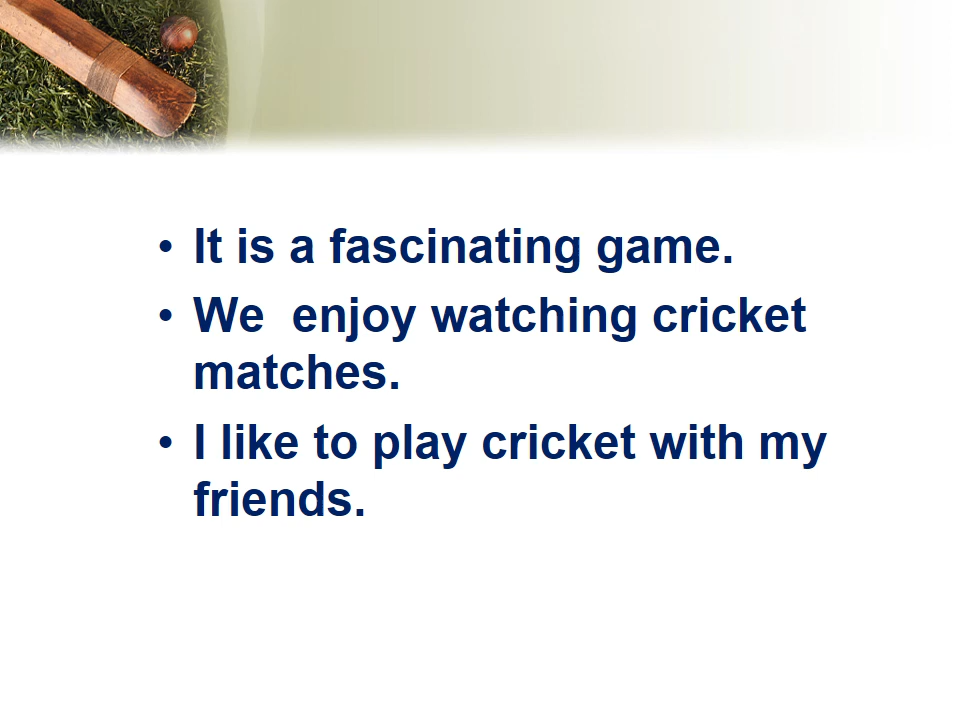 • It is a fascinating game.
• We  enjoy watching cricket
matches.
• I like to play cricket with my
friends.